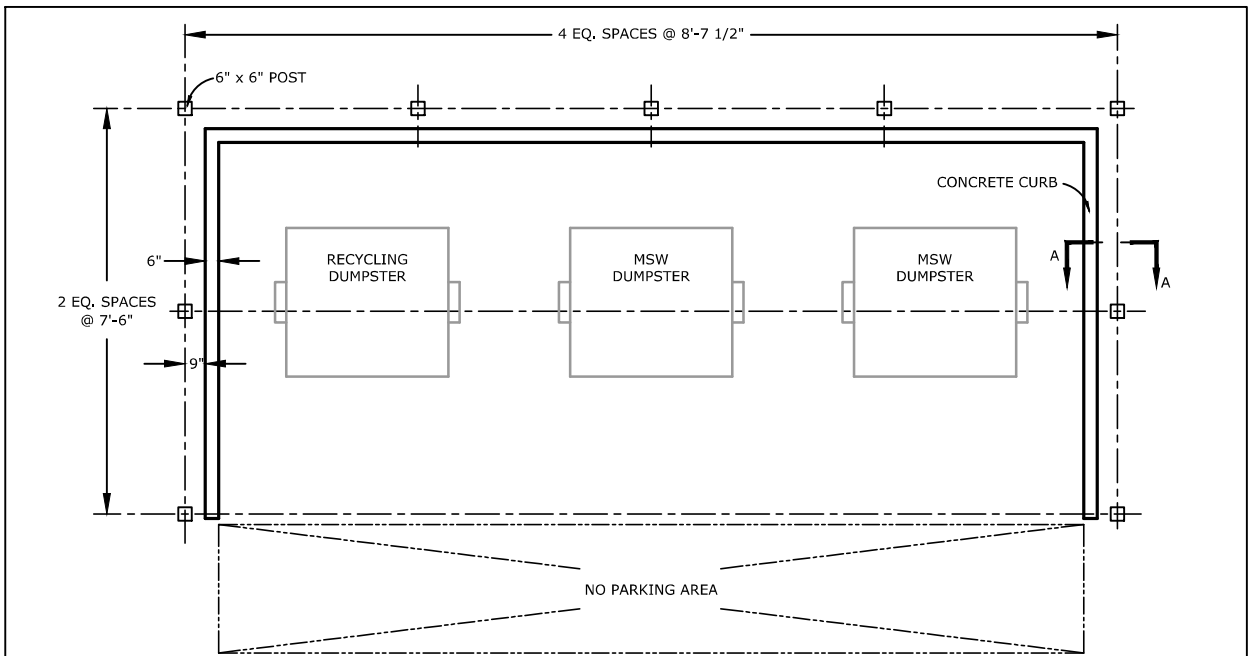 4 EQ. SPACES @ 8'-7 1/2"
6" x 6" POST
CONCRETE CURB
RECYCLING
DUMPSTER
MSW
DUMPSTER
MSW
DUMPSTER
A
A
6"
2 EQ. SPACES
@ 7'-6"
9"
NO PARKING AREA